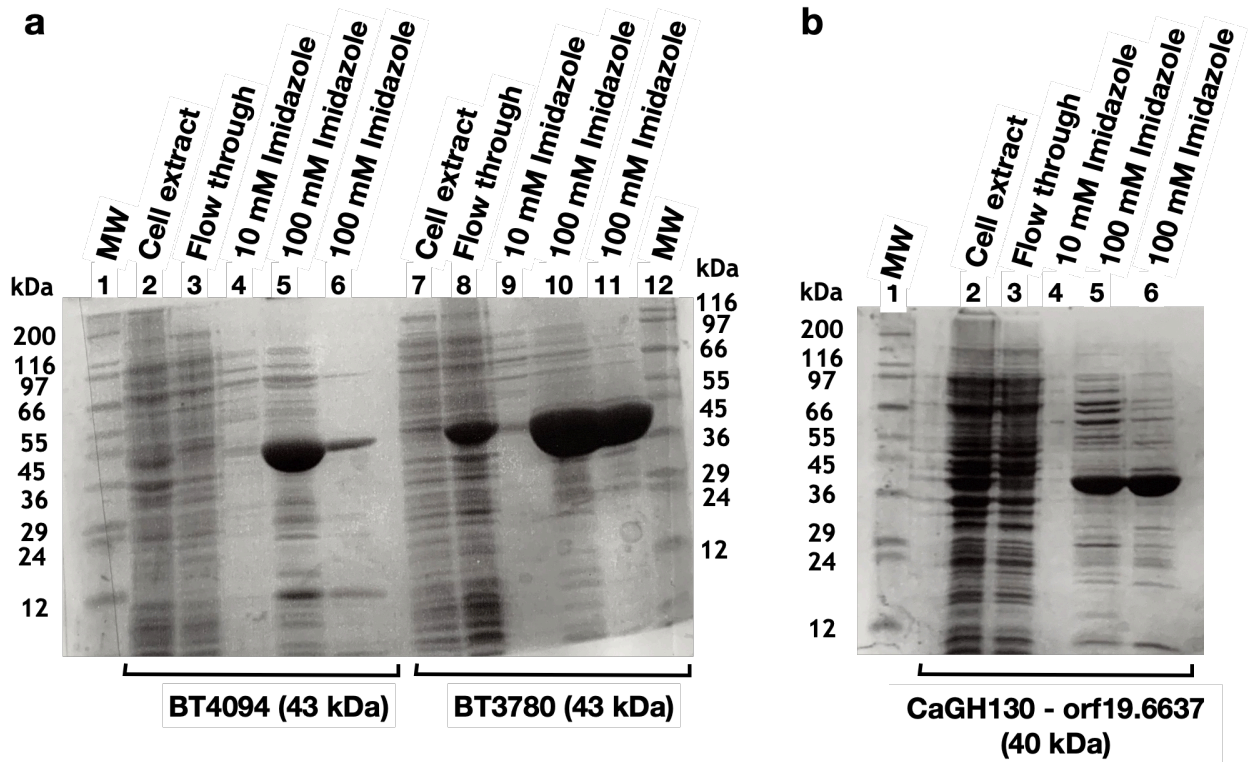 a
MW
Cell extract
Flow through
10 mM Imidazole
100 mM Imidazole
100 mM Imidazole
Cell extract
Flow through
10 mM Imidazole
100 mM Imidazole
100 mM Imidazole
MW
kDa
1 2 3 4 5 6 7 8 9 10 11 12
kDa
200
116
97
66
55
45
36
29
24
12
116
97
66
55
45
36
29
24
12
BT4094 (43 kDa)
BT3780 (43 kDa)
b
MW
Cell extract
Flow through
10 mM Imidazole
100 mM Imidazole
100 mM Imidazole
kDa
1 2 3 4 5 6
200
116
97
66
55
45
36
29
24
12
CaGH130 - orf19.6637
(40 kDa)